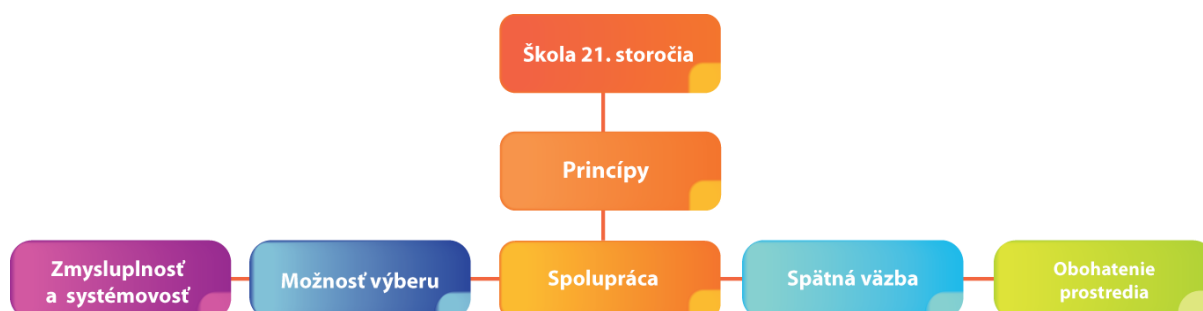 Škola 21. storočia
Princípy
Zmysluplnosť
a systémovosť
Možnosť výberu
Spolupráca
Spätná väzba
Obohatenie
prostredia